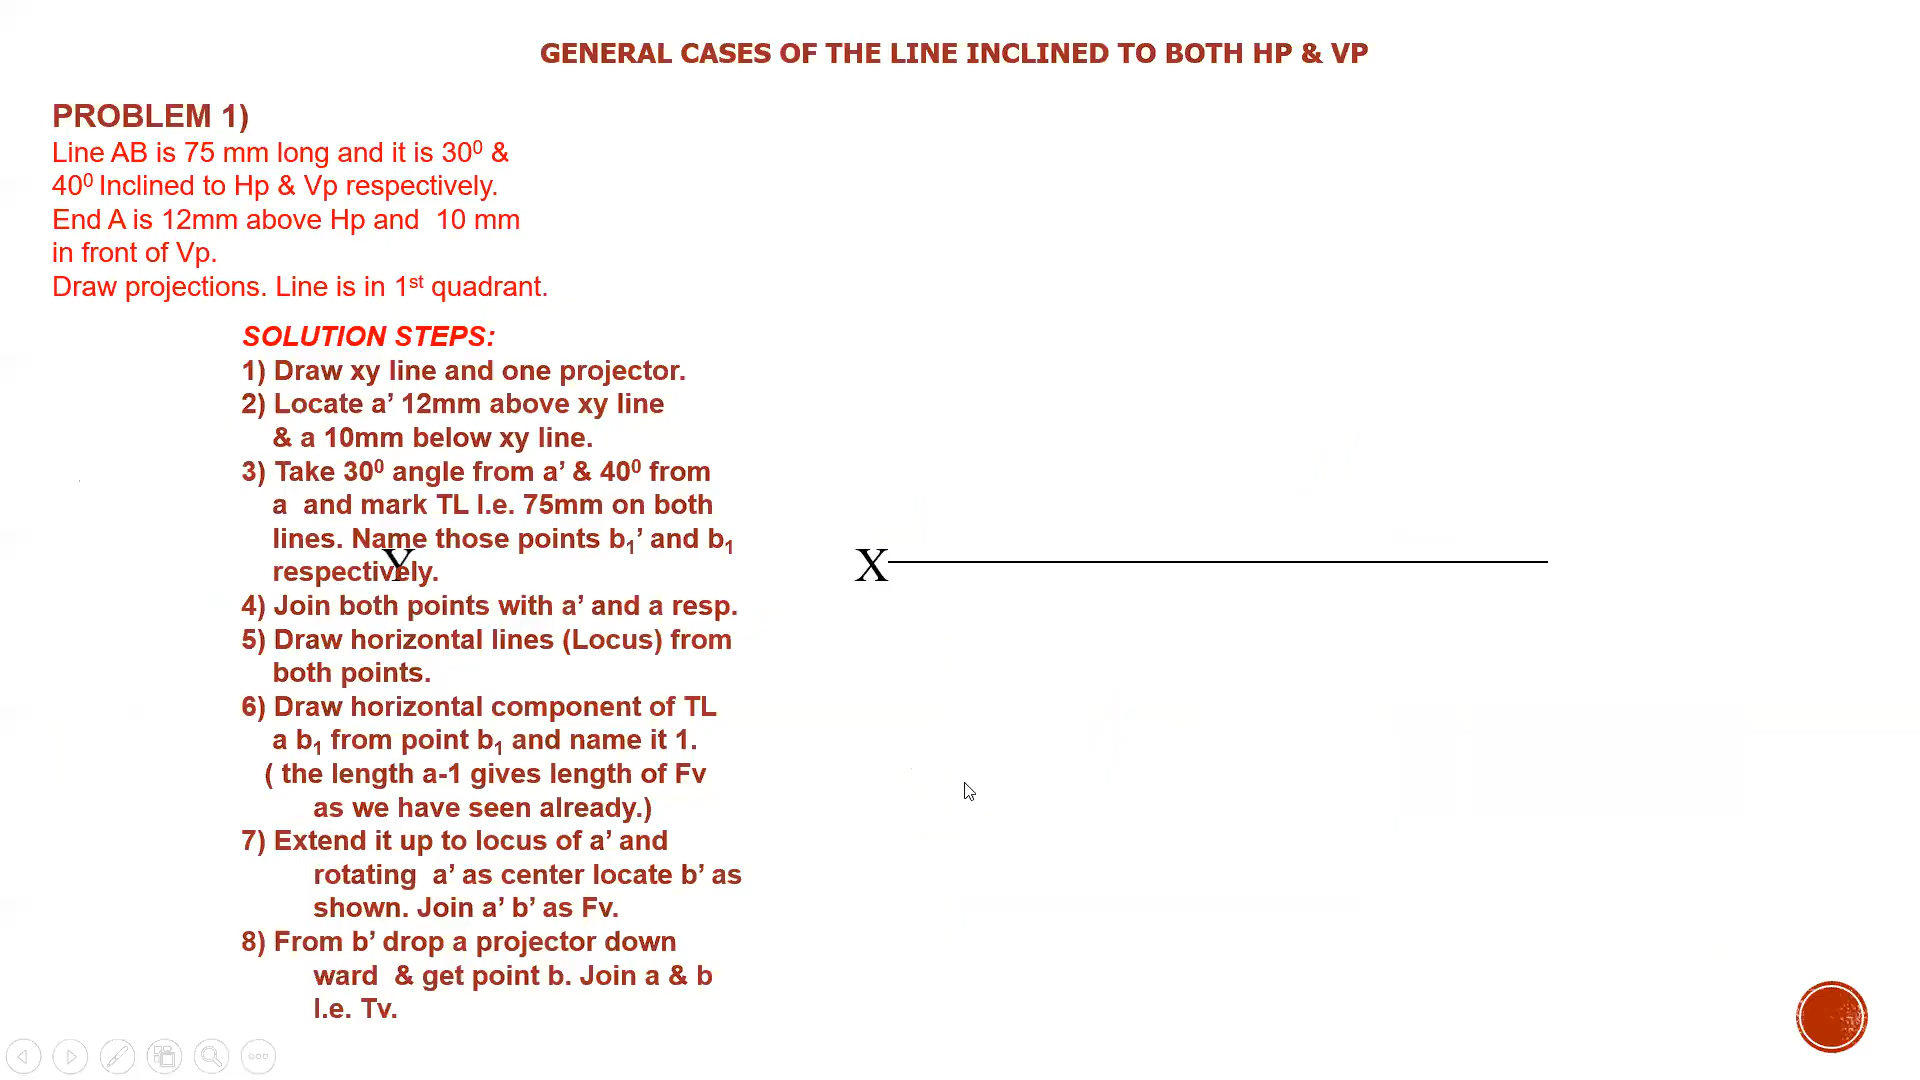 GENERAL CASES OF THE LINE INCLINED TO BOTH HP & VP
PROBLEM 1)
Line AB is 75 mm long and it is 30⁰ &
40⁰ Inclined to Hp & Vp respectively.
End A is 12mm above Hp and 10 mm
in front of Vp.
Draw projections. Line is in 1ˢᵗ quadrant.
SOLUTION STEPS:
1) Draw xy line and one projector.
2) Locate a’ 12mm above xy line
& a 10mm below xy line.
3) Take 30⁰ angle from a’ & 40⁰ from
a and mark TL I.e. 75mm on both
lines. Name those points b₁’ and b₁
respectively.
Y
X
4) Join both points with a’ and a resp.
5) Draw horizontal lines (Locus) from
both points.
6) Draw horizontal component of TL
a b₁ from point b₁ and name it 1.
( the length a-1 gives length of Fv
as we have seen already.)
7) Extend it up to locus of a’ and
rotating a’ as center locate b’ as
shown. Join a’ b’ as Fv.
8) From b’ drop a projector down
ward & get point b. Join a & b
I.e. Tv.